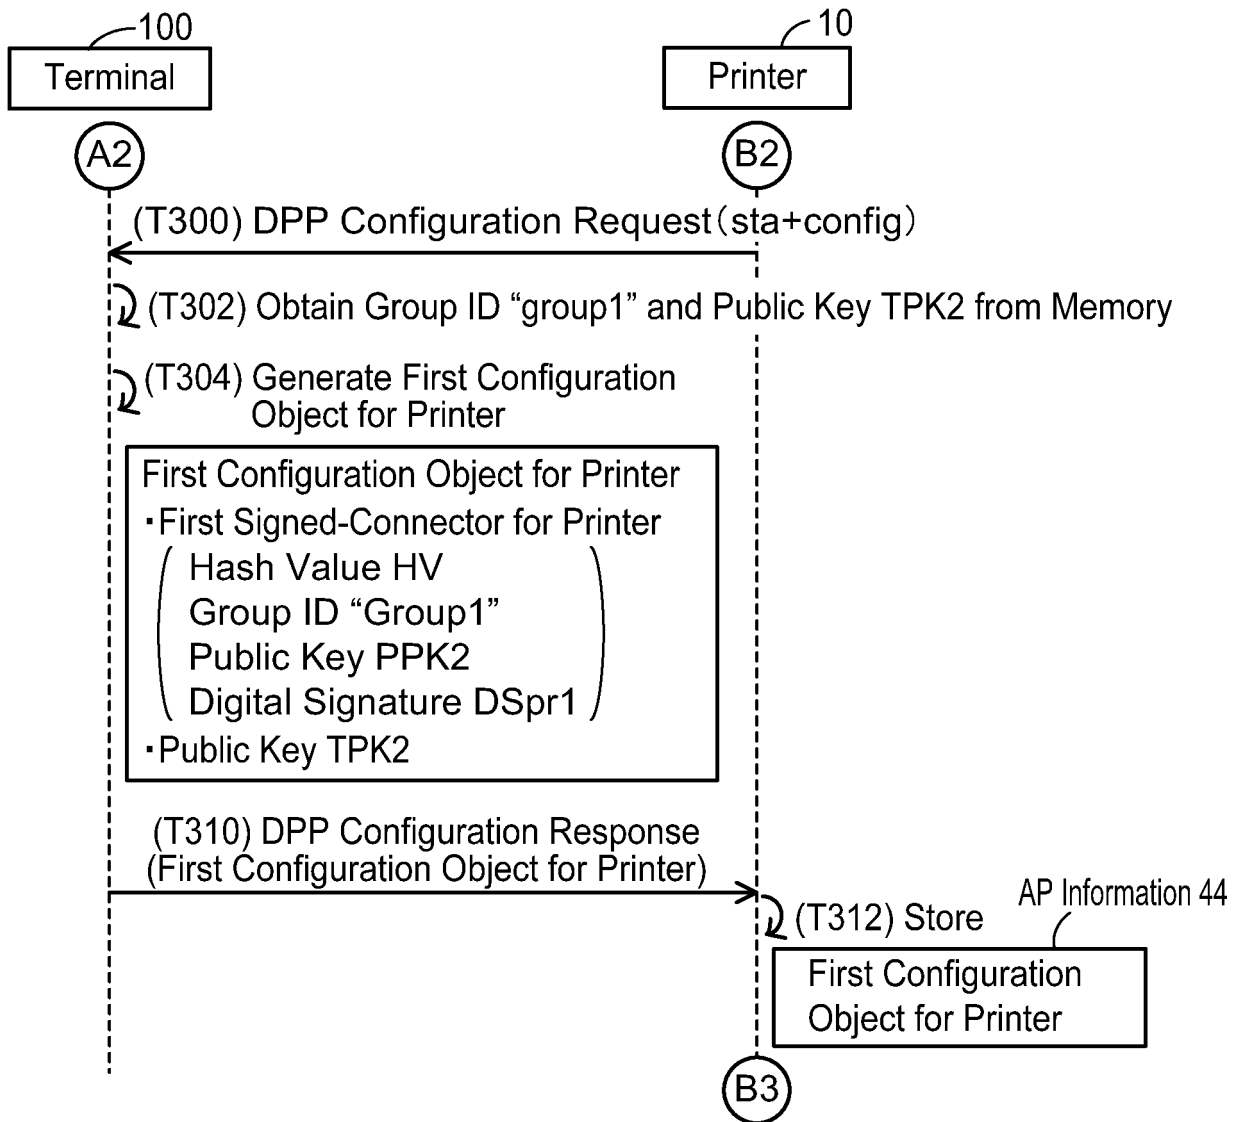 100
10
Terminal
Printer
A2
B2
(T300) DPP Configuration Request(sta+config)
(T302) Obtain Group ID “group1” and Public Key TPK2 from Memory
(T304) Generate First Configuration
Object for Printer
First Configuration Object for Printer
・First Signed-Connector for Printer
Hash Value HV
Group ID “Group1”
Public Key PPK2
Digital Signature DSpr1
・Public Key TPK2
(T310) DPP Configuration Response
(First Configuration Object for Printer)
AP Information 44
(T312) Store
First Configuration
Object for Printer
B3